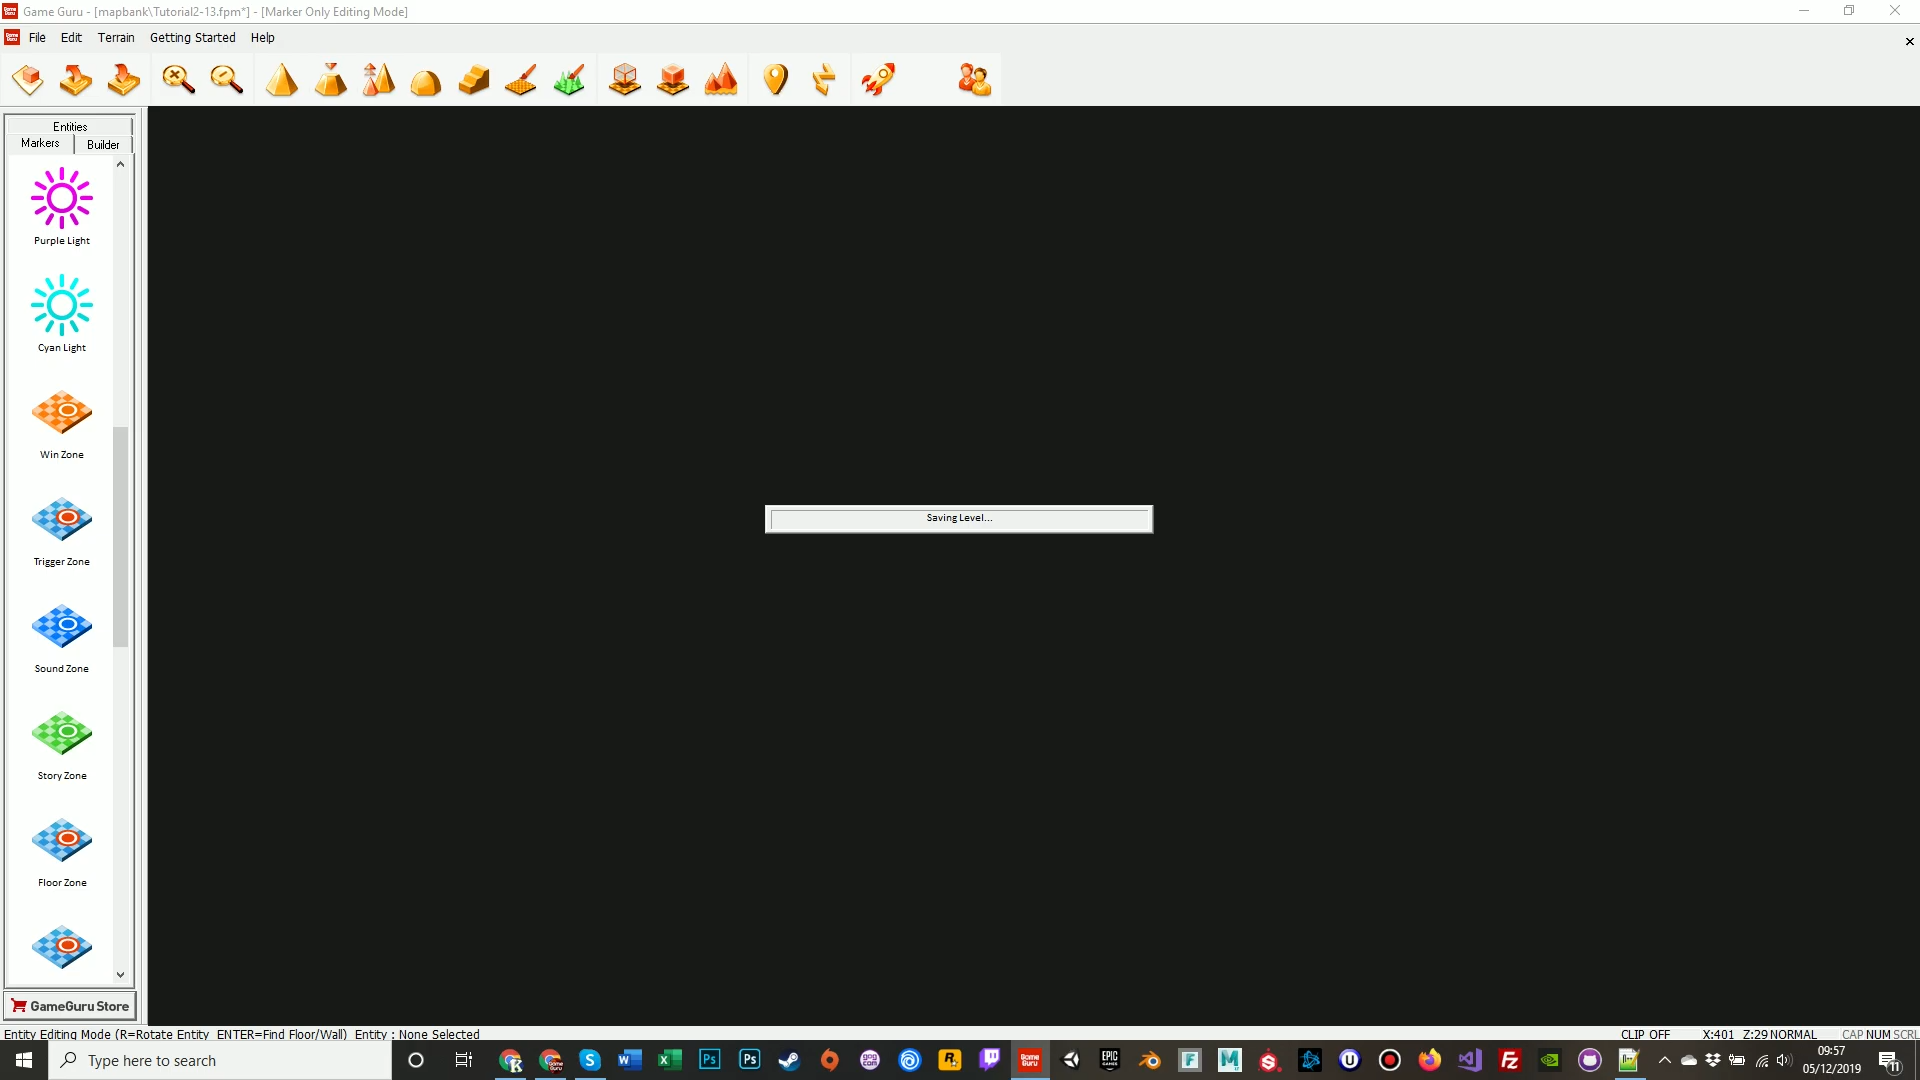 Game Guru - [mapbank\Tutorial2-13.fpm*] - [Marker Only Editing Mode]
File Edit Terrain Getting Started Help
Entities
Markers Builder
Purple Light
Cyan Light
Win Zone
Trigger Zone
Sound Zone
Story Zone
Floor Zone
Saving Level...
GameGuru Store
Entity Editing Mode (R=Rotate Entity ENTER=Find Floor/Wall) Entity : None Selected
CLIP OFF X:401 Z:29 NORMAL CAP NUM SCRL
Type here to search
09:57
05/12/2019
11